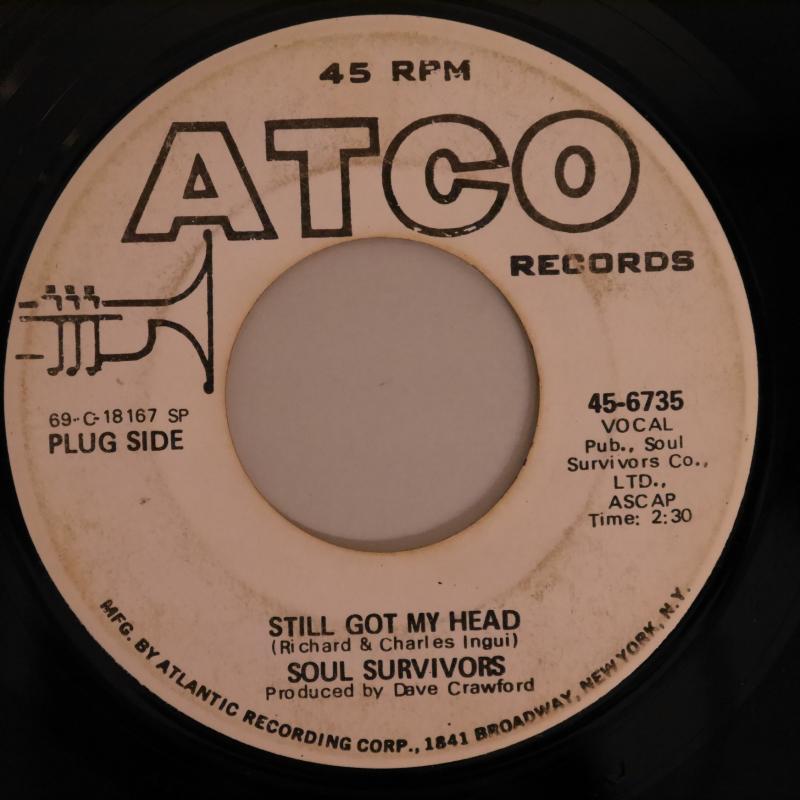 45 RPM
ATCO
RECORDS
69-C-18167 SP
PLUG SIDE
45-6735
VOCAL
Pub., Soul
Survivors Co.,
LTD.,
ASCAP
Time: 2:30
STILL GOT MY HEAD
(Richard & Charles Ingui)
SOUL SURVIVORS
Produced by Dave Crawford
MFG. BY ATLANTIC RECORDING CORP., 1841 BROADWAY, NEW YORK, N.Y.